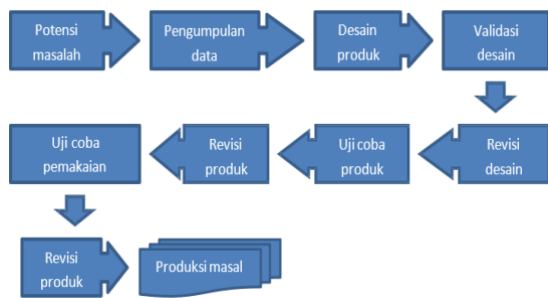 Potensi
masalah
Pengumpulan
data
Desain
produk
Validasi
desain
Revisi
desain
Uji coba
produk
Revisi
produk
Uji coba
pemakaian
Revisi
produk
Produksi masal